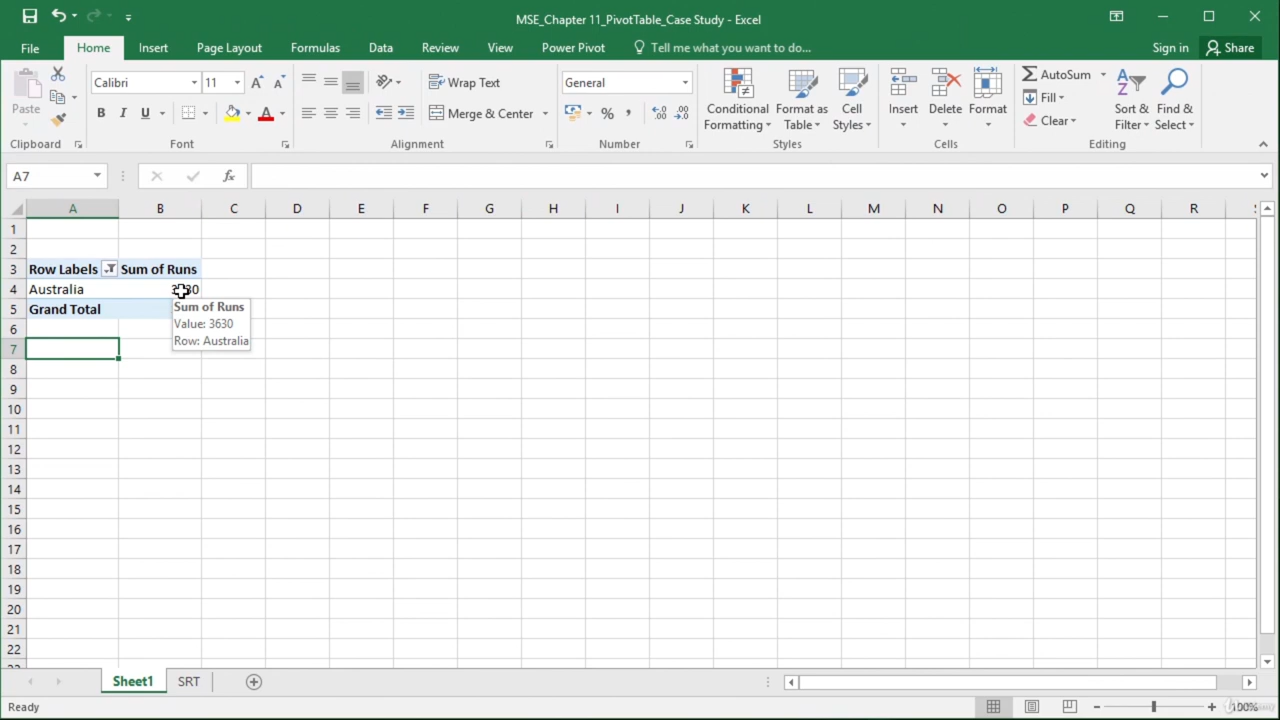 MSE_Chapter 11_PivotTable_Case Study - Excel
File Home Insert Page Layout Formulas Data Review View Power Pivot Tell me what you want to do... Sign in Share
Paste Calibri 11 Wrap Text General Conditional Formatting Format as Table Cell Styles Insert Delete Format AutoSum Fill Clear Sort & Filter Find & Select
B I U Merge & Center %
Clipboard Font Alignment Number Styles Cells Editing
A7 fx
A B C D E F G H I J K L M N O P Q R
1
2
3 Row Labels Sum of Runs
4 Australia
5 Grand Total
Sum of Runs
Value: 3630
Row: Australia
6
7
8
9
10
11
12
13
14
15
16
17
18
19
20
21
22
Sheet1 SRT
Ready 100%